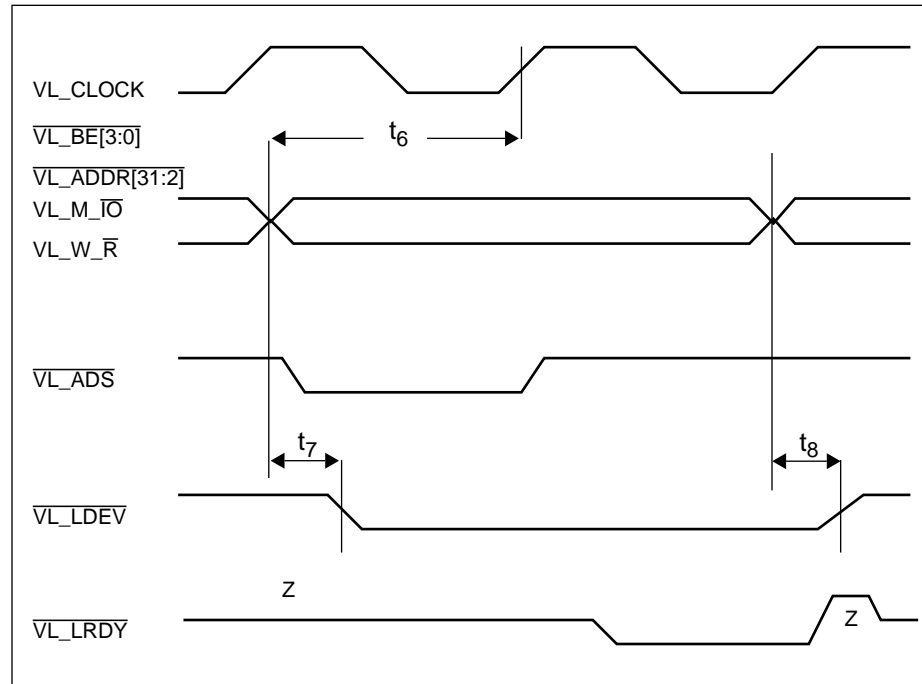 VL_CLOCK
t6
VL_BE[3:0]
VL_ADDR[31:2]
VL_M_IO
VL_W_R
VL_ADS
t7
t8
VL_LDEV
Z
VL_LRDY
Z